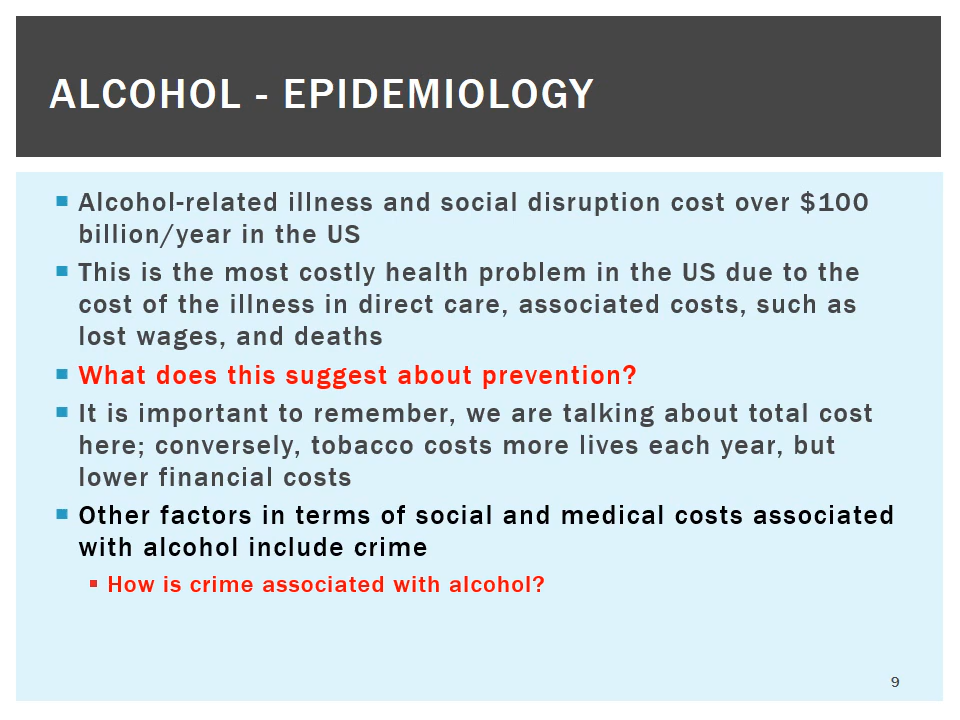 ALCOHOL - EPIDEMIOLOGY
Alcohol-related illness and social disruption cost over $100
billion/year in the US
This is the most costly health problem in the US due to the
cost of the illness in direct care, associated costs, such as
lost wages, and deaths
What does this suggest about prevention?
It is important to remember, we are talking about total cost
here; conversely, tobacco costs more lives each year, but
lower financial costs
Other factors in terms of social and medical costs associated
with alcohol include crime
How is crime associated with alcohol?
9